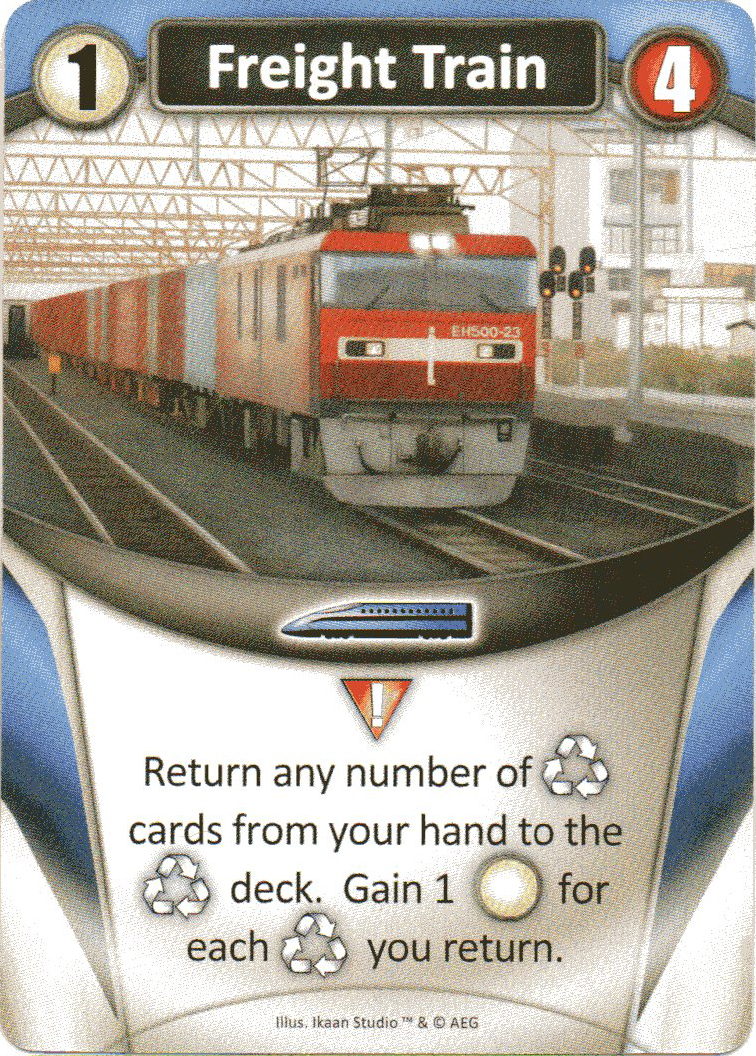 1 Freight Train 4
EH500-23
!
Return any number of
cards from your hand to the
deck. Gain 1 for
each you return.
Illus. Ikaan Studio ™ & © AEG